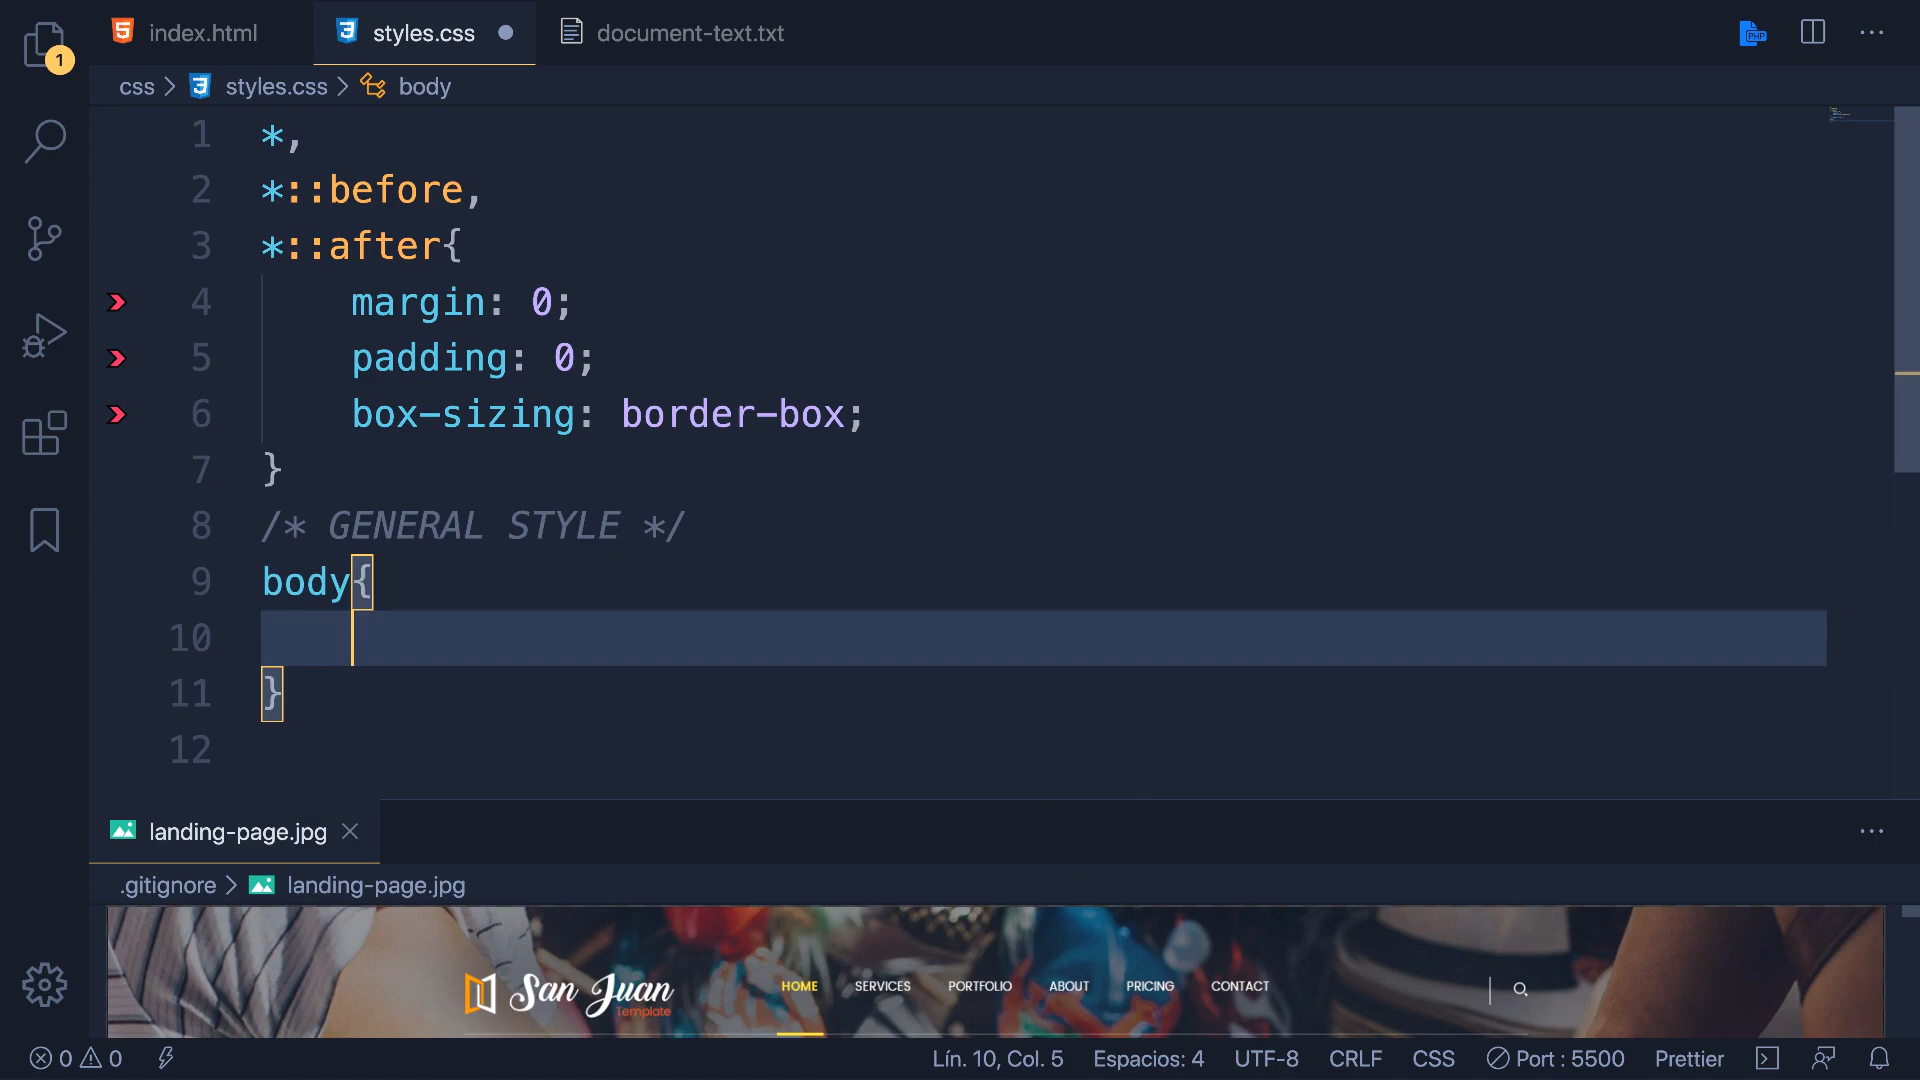 index.html
styles.css
document-text.txt
PHP
1
css > styles.css > body
1 *,
2 *::before,
3 *::after{
4 margin: 0;
5 padding: 0;
6 box-sizing: border-box;
7 }
8 /* GENERAL STYLE */
9 body{
10
11 }
12
landing-page.jpg
.gitignore > landing-page.jpg
San Juan
Template
HOME SERVICES PORTFOLIO ABOUT PRICING CONTACT
0 0 Lín. 10, Col. 5 Espacios: 4 UTF-8 CRLF CSS Port : 5500 Prettier